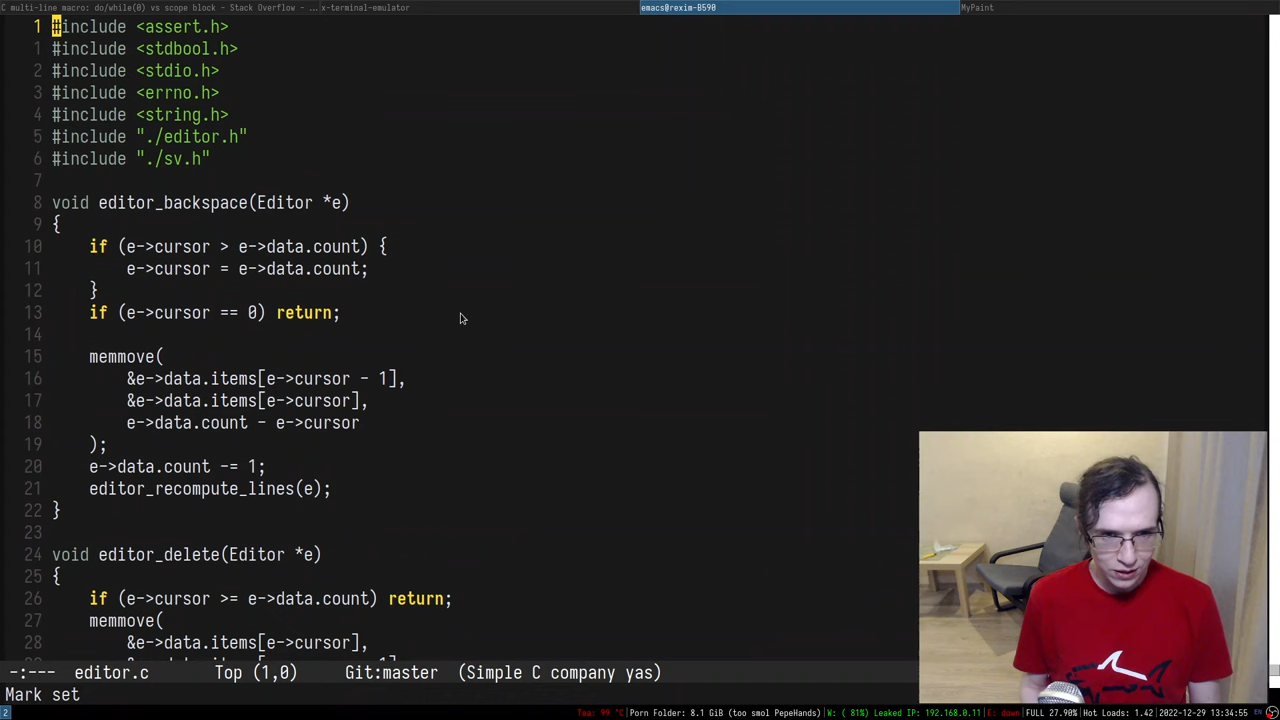 C multi-line macro: do/while(0) vs scope block - Stack Overflow - ... x-terminal-emulator emacs@rexim-B590 MyPaint
1 #include <assert.h>
1 #include <stdbool.h>
2 #include <stdio.h>
3 #include <errno.h>
4 #include <string.h>
5 #include "./editor.h"
6 #include "./sv.h"
7
8 void editor_backspace(Editor *e)
9 {
10 if (e->cursor > e->data.count) {
11 e->cursor = e->data.count;
12 }
13 if (e->cursor == 0) return;
14
15 memmove(
16 &e->data.items[e->cursor - 1],
17 &e->data.items[e->cursor],
18 e->data.count - e->cursor
19 );
20 e->data.count -= 1;
21 editor_recompute_lines(e);
22 }
23
24 void editor_delete(Editor *e)
25 {
26 if (e->cursor >= e->data.count) return;
27 memmove(
28 &e->data.items[e->cursor],
-:--- editor.c Top (1,0) Git:master (Simple C company yas)
Mark set
2 Tea: 99 °C| Porn Folder: 8.1 GiB (too smol PepeHands)| W: ( 81%) Leaked IP: 192.168.0.11| E: down| FULL 27.90%| Hot Loads: 1.42| 2022-12-29 13:34:55 EN